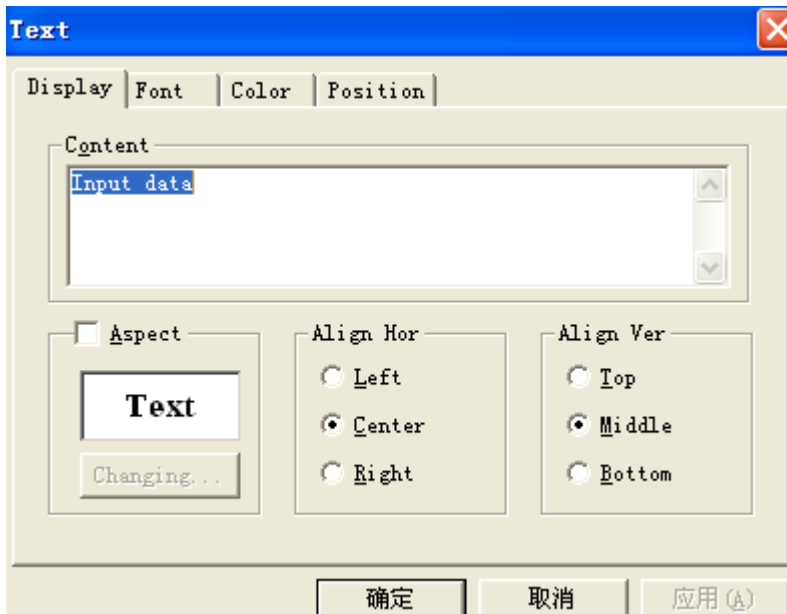 Text
Display Font Color Position
Content
Input data
Aspect Align Hor Align Ver
Left Top
Text Center Middle
Changing... Right Bottom
确定 取消 应用(A)